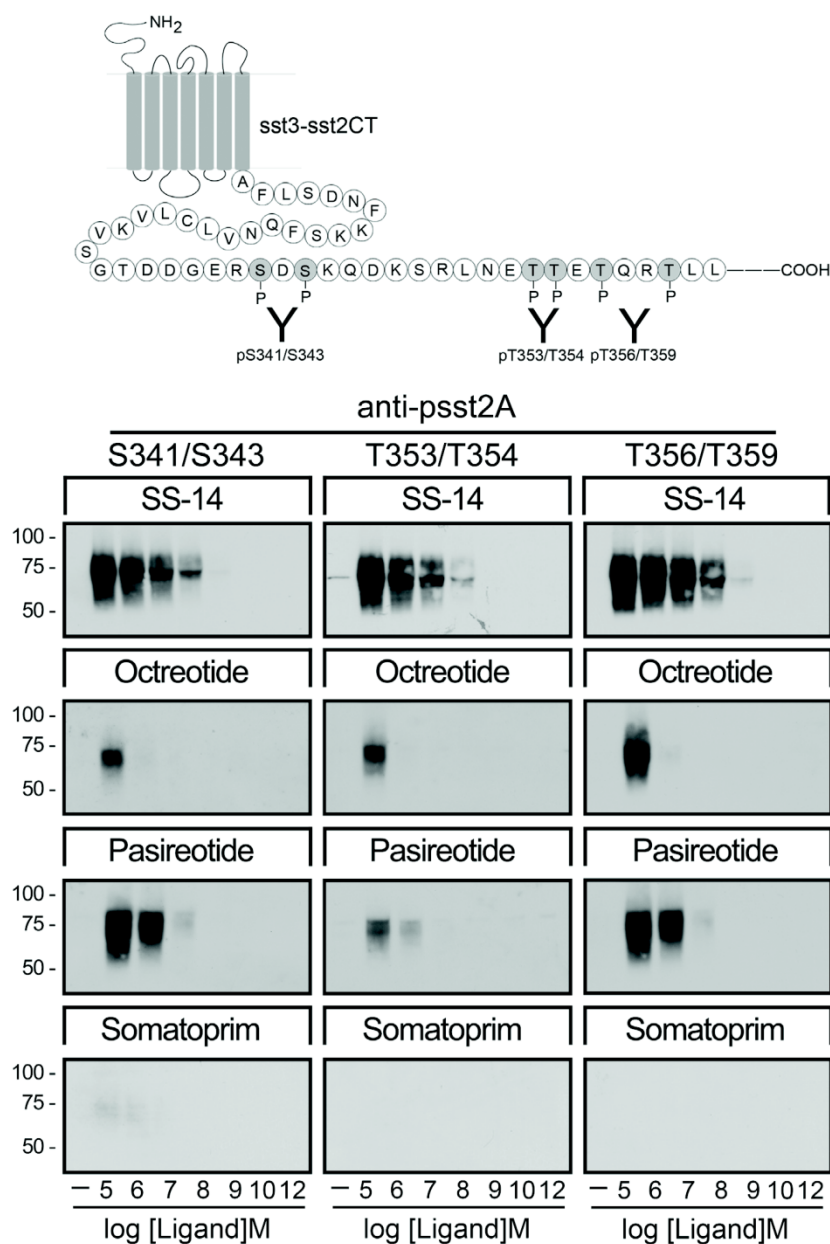 NH2
sst3-sst2CT
A F L S D N F
S V K V L C L V N Q F S K K
G T D D G E R S D S K Q D K S R L N E T T E T Q R T L L ———COOH
P P P P P P
pS341/S343 pT353/T354 pT356/T359
anti-psst2A
S341/S343 T353/T354 T356/T359
SS-14 SS-14 SS-14
100 -
75 -
50 -
Octreotide Octreotide Octreotide
100 -
75 -
50 -
Pasireotide Pasireotide Pasireotide
100 -
75 -
50 -
Somatoprim Somatoprim Somatoprim
100 -
75 -
50 -
— 5 6 7 8 9 10 12 — 5 6 7 8 9 10 12 — 5 6 7 8 9 10 12
log [Ligand]M log [Ligand]M log [Ligand]M